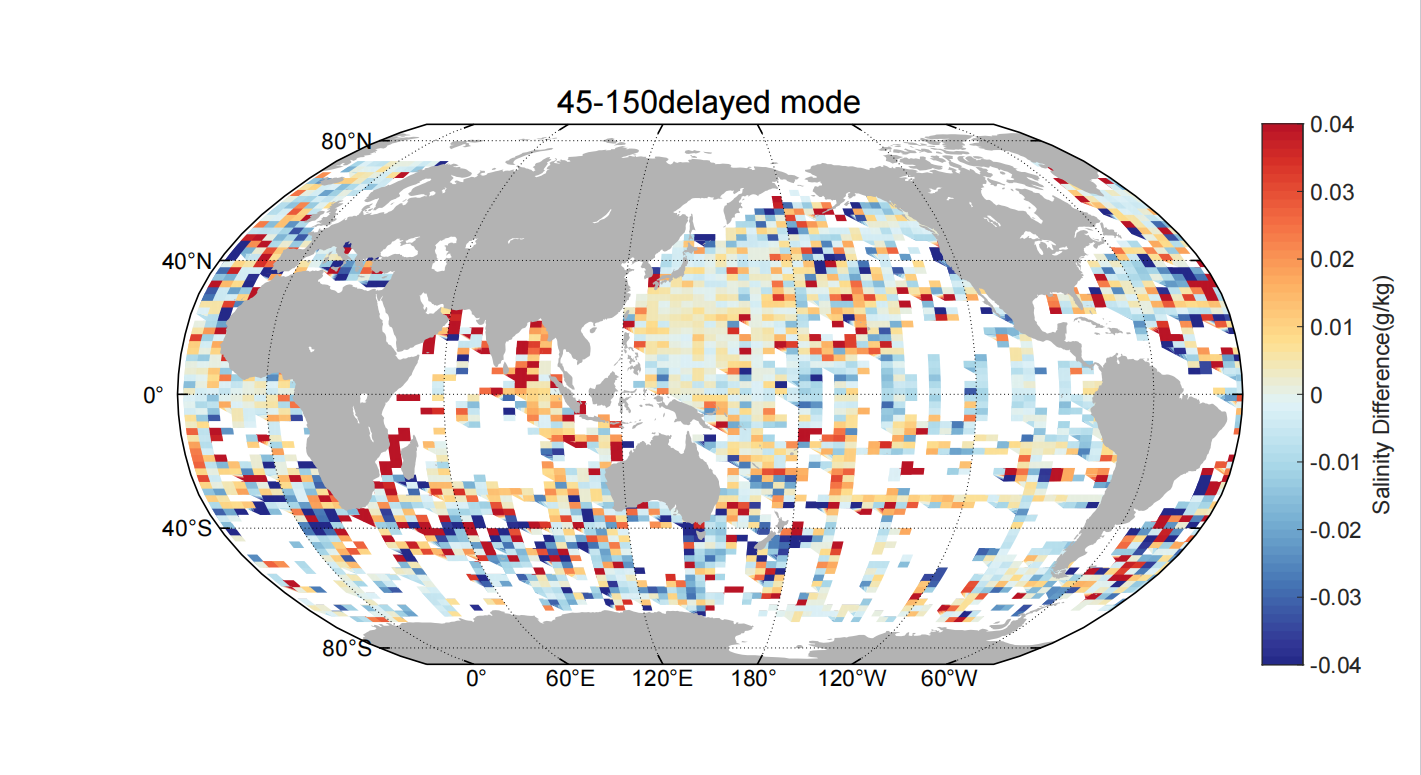 45-150delayed mode
80°N
40°N
0°
40°S
80°S
0°
60°E
120°E
180°
120°W
60°W
0.04
0.03
0.02
0.01
0
-0.01
-0.02
-0.03
-0.04
Salinity Difference(g/kg)